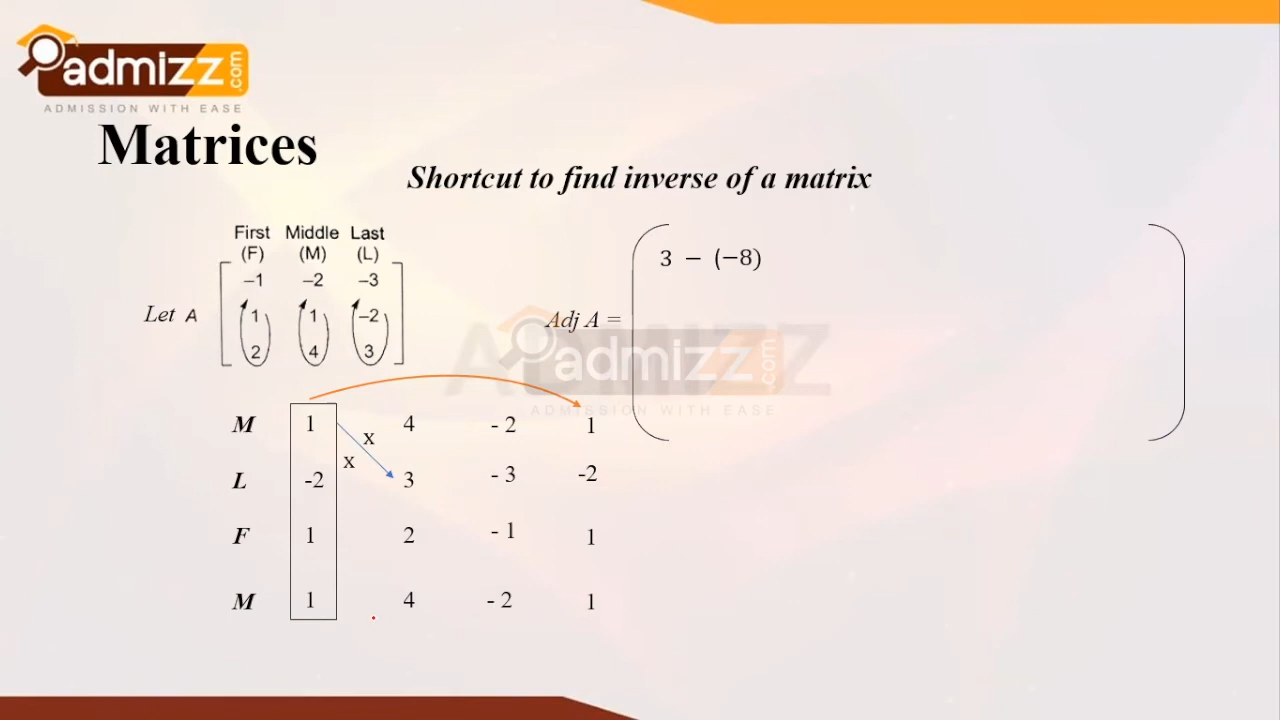 admizz.com
ADMISSION WITH EASE
Matrices
Shortcut to find inverse of a matrix
First Middle Last
(F) (M) (L)
–1 –2 –3
Let A 1 1 –2
2 4 3
3 − (−8)
Adj A =
ADMIZZ
admizz.com
ADMISSION WITH EASE
M 1 4 - 2 1
x
x
L -2 3 - 3 -2
F 1 2 - 1 1
M 1 4 - 2 1